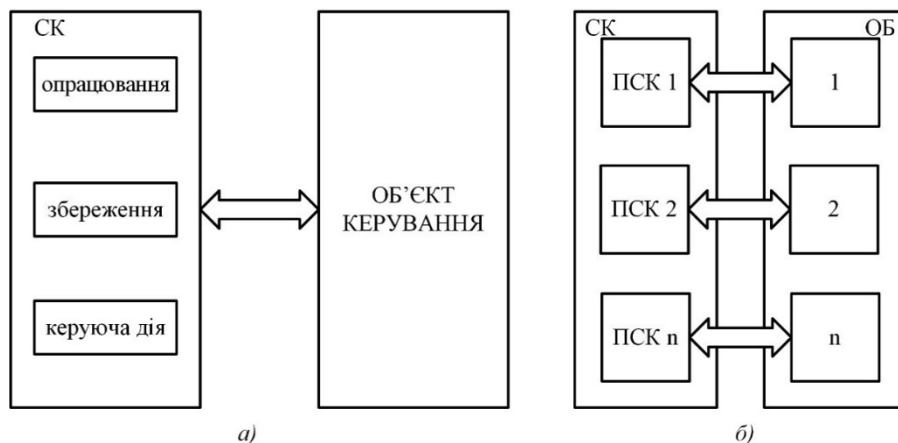 СК
опрацювання
збереження
керуюча дія
ОБ’ЄКТ
КЕРУВАННЯ
а)
СК
ОБ
ПСК 1
1
ПСК 2
2
ПСК n
n
б)